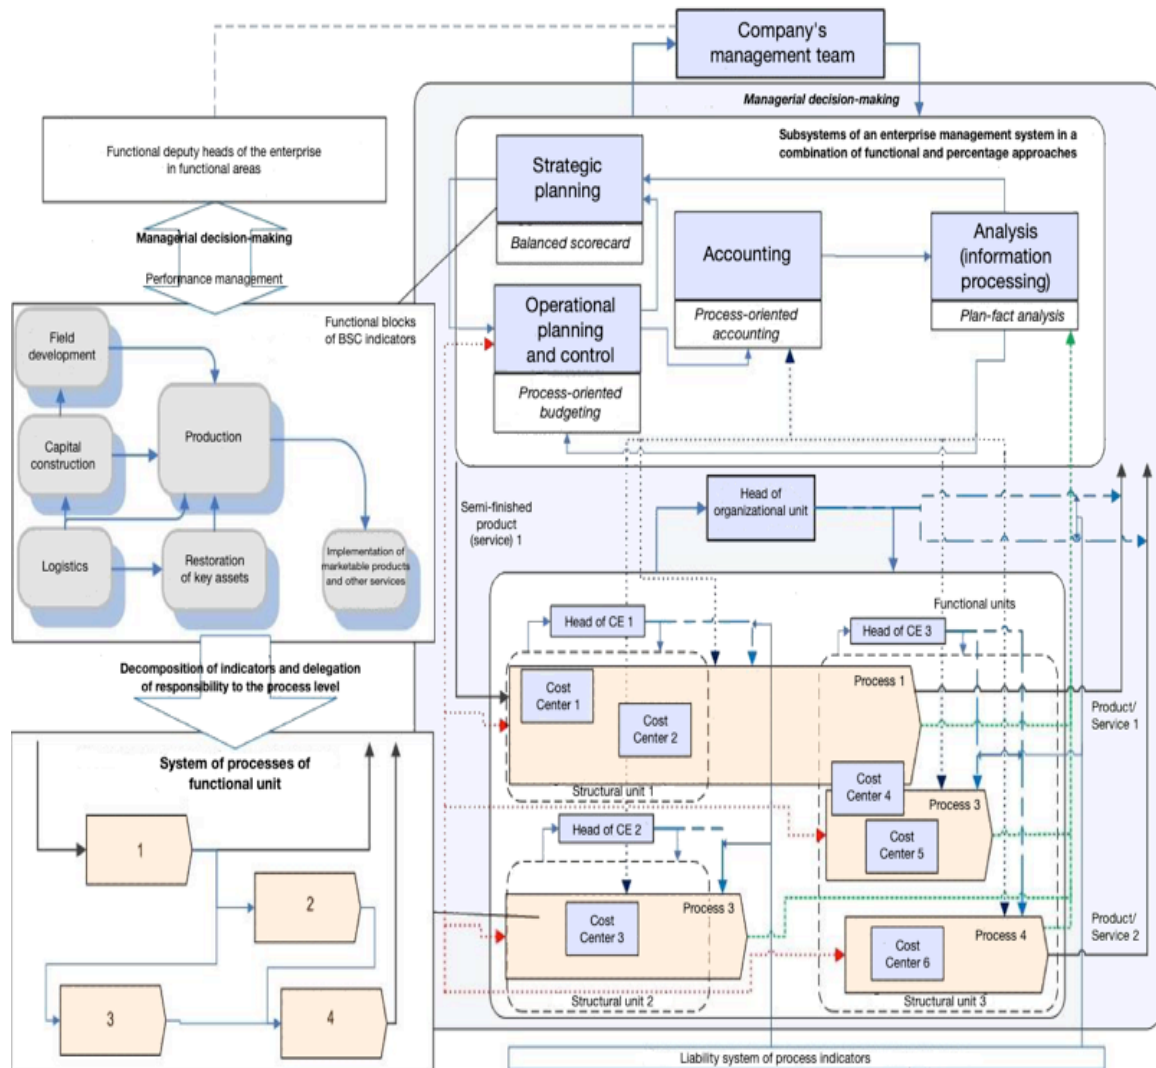 Company's
management team
Managerial decision-making
Functional deputy heads of the enterprise
in functional areas
Subsystems of an enterprise management system in a
combination of functional and percentage approaches
Strategic
planning
Balanced scorecard
Accounting
Process-oriented
accounting
Analysis
(information
processing)
Plan-fact analysis
Operational
planning
and control
Process-oriented
budgeting
Managerial decision-making
Performance management
Functional blocks
of BSC indicators
Field
development
Capital
construction
Production
Logistics
Restoration
of key assets
Implementation of
marketable products
and other services
Semi-finished
product
(service) 1
Head of
organizational unit
Functional units
Head of CE 1
Head of CE 3
Process 1
Cost
Center 1
Cost
Center 2
Structural unit 1
Product/
Service 1
Cost
Center 4
Process 3
Cost
Center 5
Head of CE 2
Process 3
Cost
Center 3
Structural unit 2
Process 4
Cost
Center 6
Structural unit 3
Product/
Service 2
Decomposition of indicators and delegation
of responsibility to the process level
System of processes of
functional unit
1
2
3
4
Liability system of process indicators